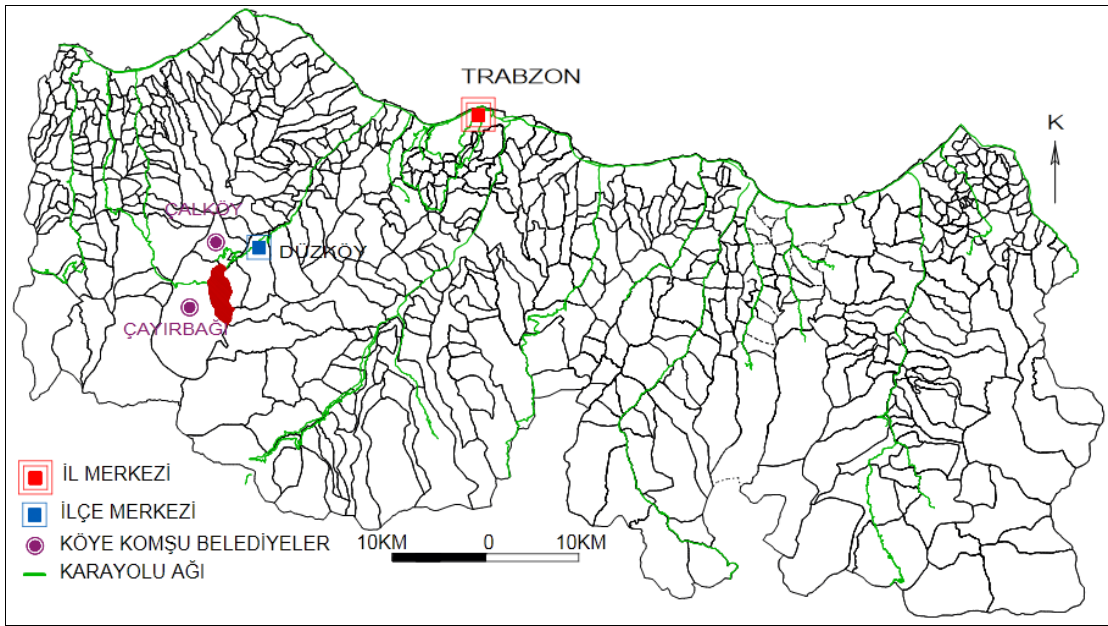 TRABZON
K
ÇALKÖY
DÜZKÖY
ÇAYIRBAĞI
İL MERKEZİ
İLÇE MERKEZİ
KÖYE KOMŞU BELEDİYELER
KARAYOLU AĞI
10KM 0 10KM